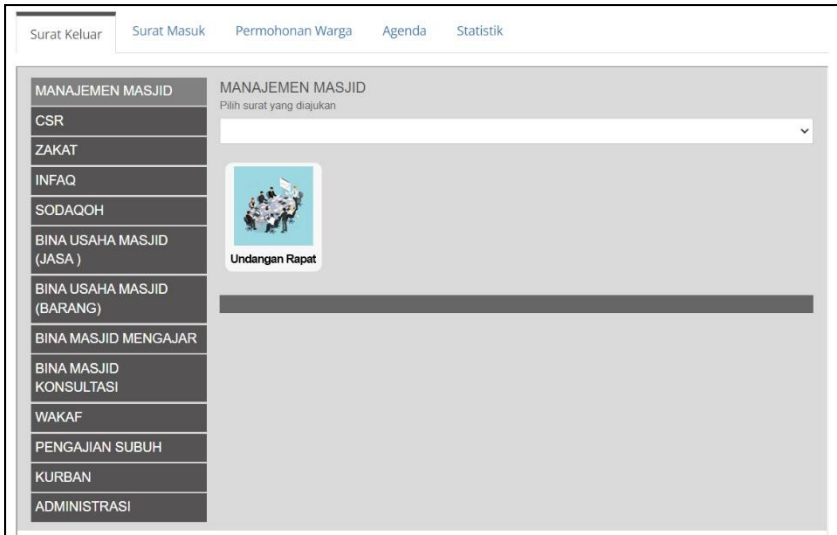 Surat Keluar
Surat Masuk
Permohonan Warga
Agenda
Statistik
MANAJEMEN MASJID
CSR
ZAKAT
INFAQ
SODAQOH
BINA USAHA MASJID
(JASA )
BINA USAHA MASJID
(BARANG)
BINA MASJID MENGAJAR
BINA MASJID
KONSULTASI
WAKAF
PENGAJIAN SUBUH
KURBAN
ADMINISTRASI
MANAJEMEN MASJID
Pilih surat yang diajukan
Undangan Rapat